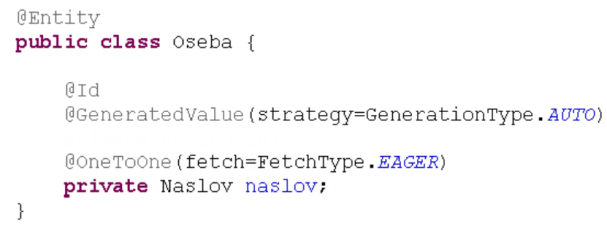 @Entity
public class Oseba {
@Id
@GeneratedValue(strategy=GenerationType.AUTO)
@OneToOne(fetch=FetchType.EAGER)
private Naslov naslov;
}